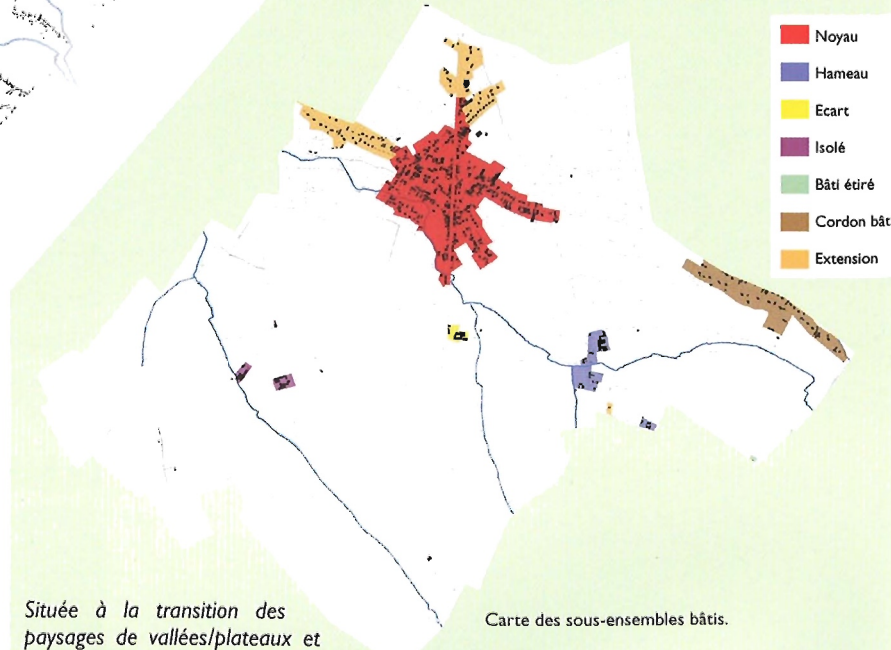 Noyau
Hameau
Ecart
Isolé
Bâti étiré
Cordon bât
Extension
Située à la transition des
paysages de vallées/plateaux et
Carte des sous-ensembles bâtis.